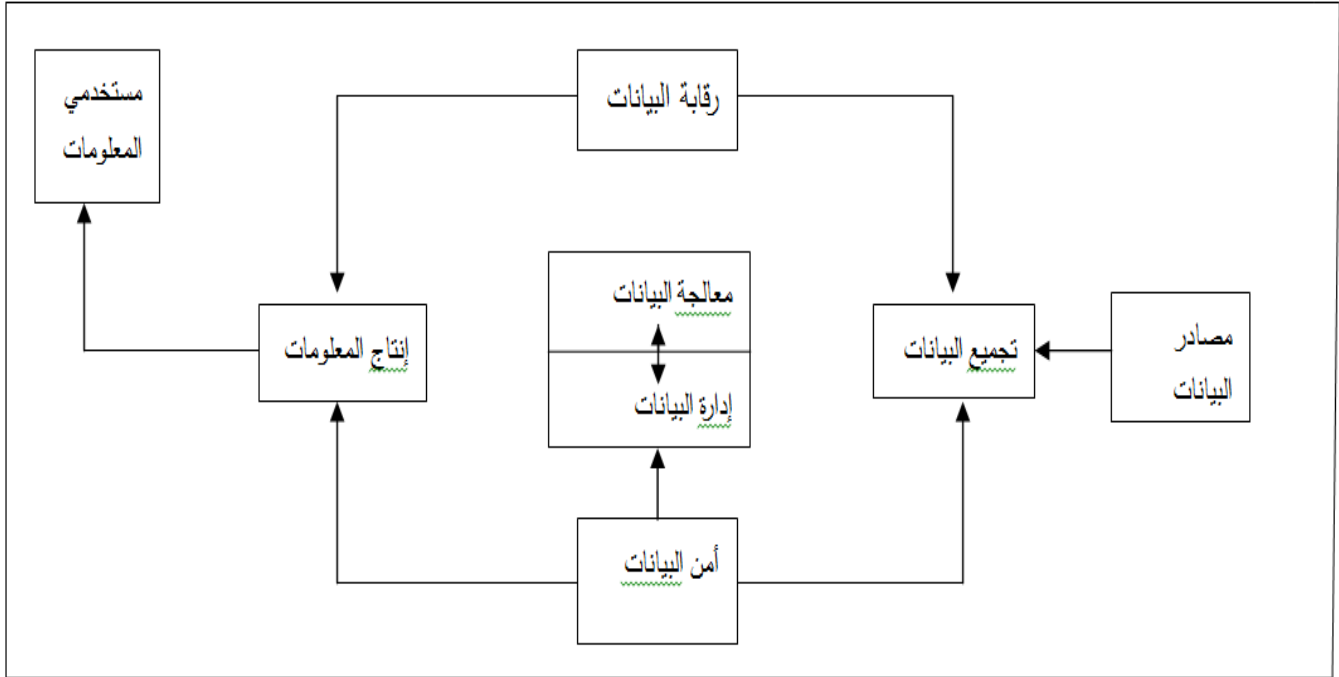 رقابة البيانات
مستخدمي
المعلومات
معالجة البيانات
مصادر
البيانات
تجميع البيانات
إنتاج المعلومات
إدارة البيانات
أمن البيانات